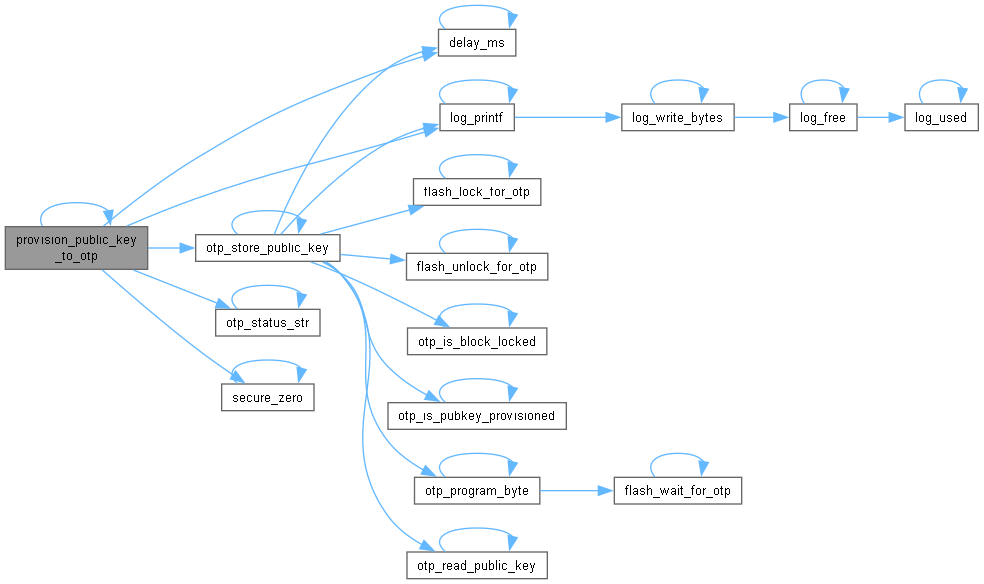 delay_ms
log_printf
log_write_bytes
log_free
log_used
flash_lock_for_otp
provision_public_key
_to_otp
otp_store_public_key
flash_unlock_for_otp
otp_status_str
otp_is_block_locked
secure_zero
otp_is_pubkey_provisioned
otp_program_byte
flash_wait_for_otp
otp_read_public_key